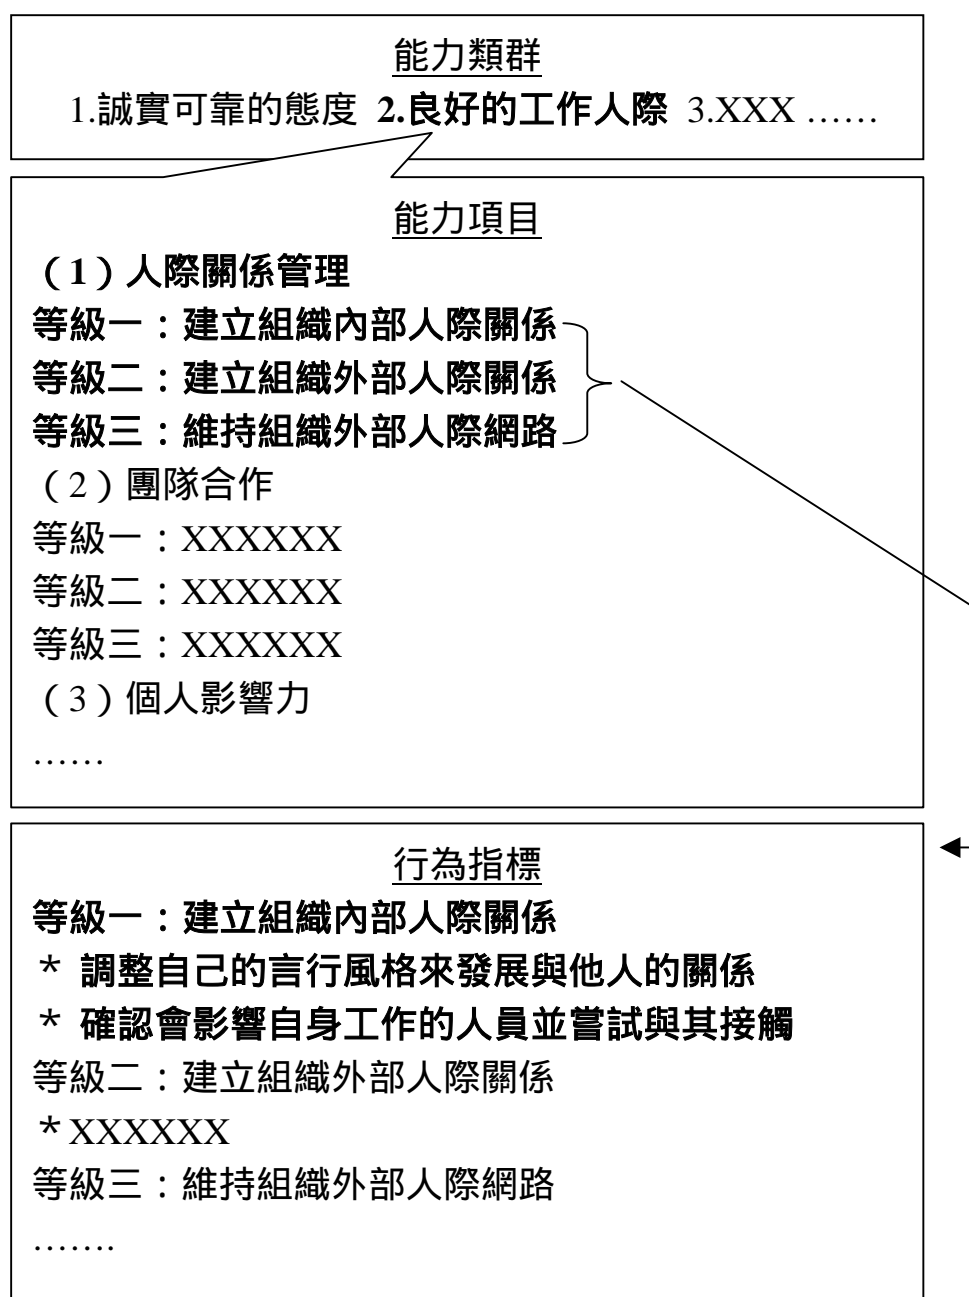 能力類群
1.誠實可靠的態度 2.良好的工作人際 3.XXX ……
能力項目
（1）人際關係管理
等級一：建立組織內部人際關係
等級二：建立組織外部人際關係
等級三：維持組織外部人際網路
（2）團隊合作
等級一：XXXXXX
等級二：XXXXXX
等級三：XXXXXX
（3）個人影響力
……
行為指標
等級一：建立組織內部人際關係
＊ 調整自己的言行風格來發展與他人的關係
＊ 確認會影響自身工作的人員並嘗試與其接觸
等級二：建立組織外部人際關係
＊XXXXXX
等級三：維持組織外部人際網路
…….